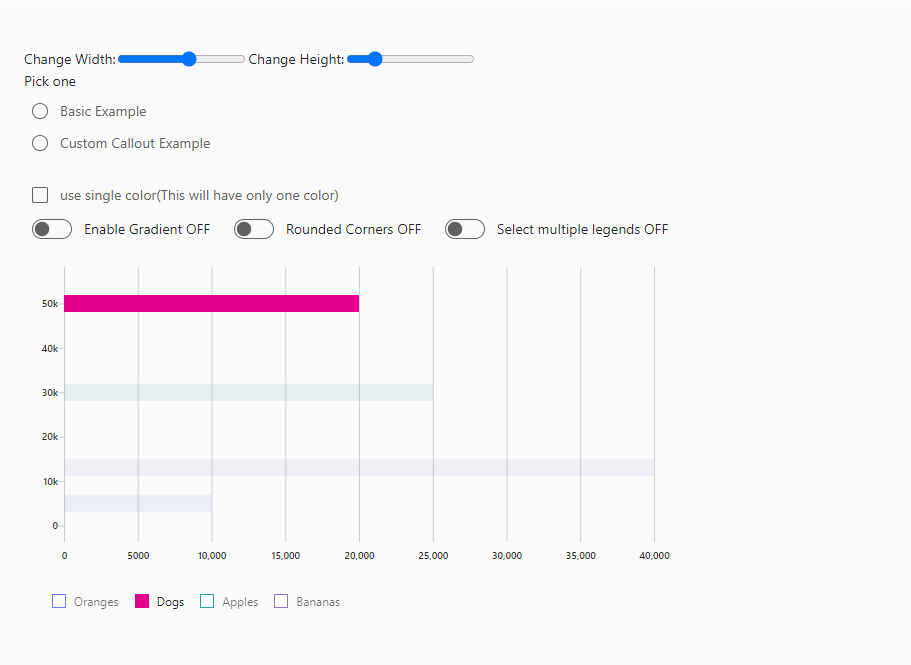 Change Width: Change Height:
Pick one
Basic Example
Custom Callout Example
use single color(This will have only one color)
Enable Gradient OFF Rounded Corners OFF Select multiple legends OFF
50k
40k
30k
20k
10k
0
0 5000 10,000 15,000 20,000 25,000 30,000 35,000 40,000
Oranges Dogs Apples Bananas